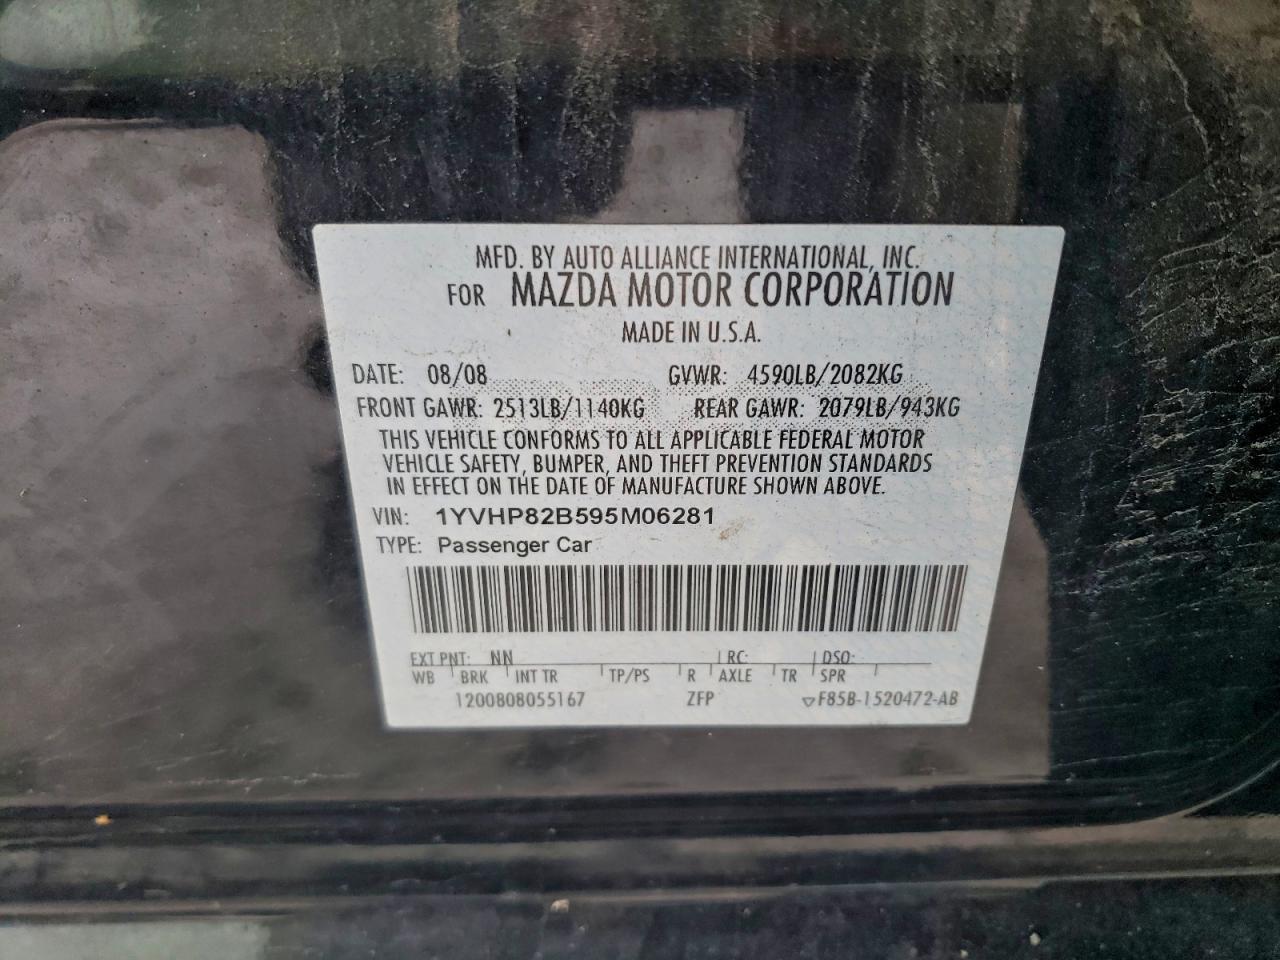 MFD. BY AUTO ALLIANCE INTERNATIONAL, INC.
FOR MAZDA MOTOR CORPORATION
MADE IN U.S.A.
DATE: 08/08 GVWR: 4590LB/2082KG
FRONT GAWR: 2513LB/1140KG REAR GAWR: 2079LB/943KG
THIS VEHICLE CONFORMS TO ALL APPLICABLE FEDERAL MOTOR
VEHICLE SAFETY, BUMPER, AND THEFT PREVENTION STANDARDS
IN EFFECT ON THE DATE OF MANUFACTURE SHOWN ABOVE.
VIN: 1YVHP82B595M06281
TYPE: Passenger Car
EXT PNT: NN RC: DSO:
WB BRK INT TR TP/PS R AXLE TR SPR
1200808055167 ZFP ▽F85B-1520472-AB